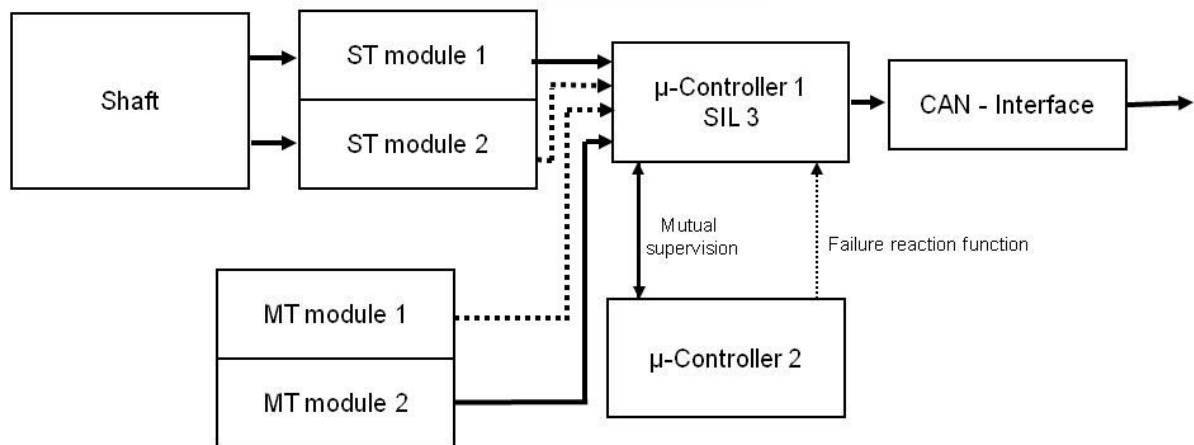 Shaft
ST module 1
ST module 2
µ-Controller 1
SIL 3
CAN - Interface
Mutual
supervision
Failure reaction function
MT module 1
MT module 2
µ-Controller 2